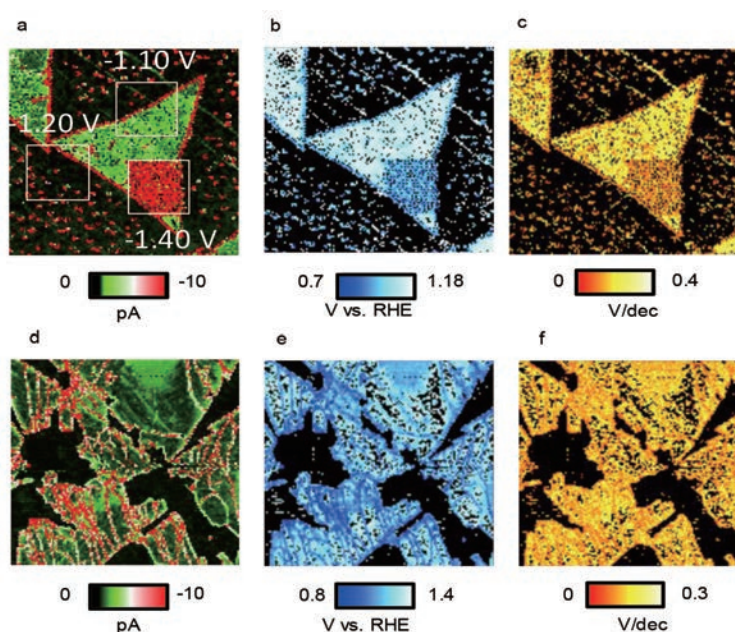 a b c
-1.10 V
-1.20 V
-1.40 V
0 -10 0.7 1.18 0 0.4
pA V vs. RHE V/dec
d e f
0 -10 0.8 1.4 0 0.3
pA V vs. RHE V/dec